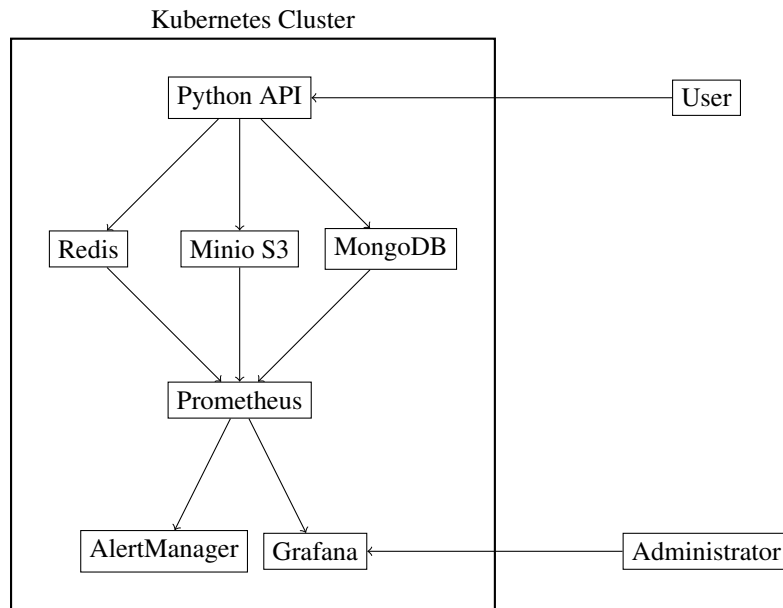 Kubernetes Cluster
Python API
User
Redis
Minio S3
MongoDB
Prometheus
AlertManager
Grafana
Administrator